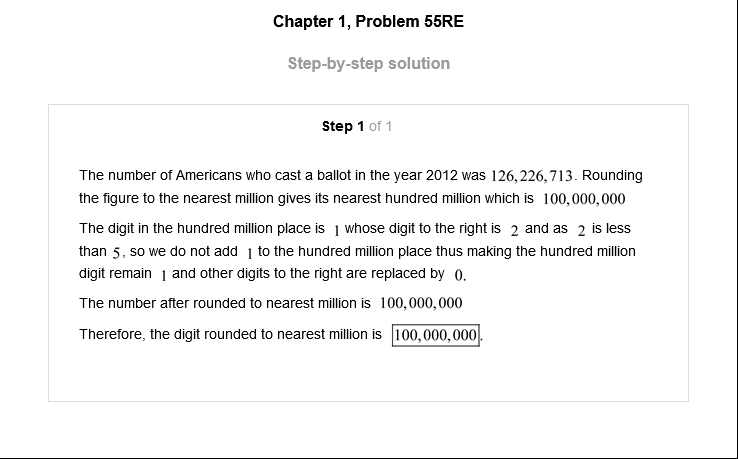 Chapter 1, Problem 55RE
Step-by-step solution
Step 1 of 1
The number of Americans who cast a ballot in the year 2012 was 126,226,713. Rounding
the figure to the nearest million gives its nearest hundred million which is 100,000,000
The digit in the hundred million place is 1 whose digit to the right is 2 and as 2 is less
than 5, so we do not add 1 to the hundred million place thus making the hundred million
digit remain 1 and other digits to the right are replaced by 0.
The number after rounded to nearest million is 100,000,000
Therefore, the digit rounded to nearest million is 100,000,000.